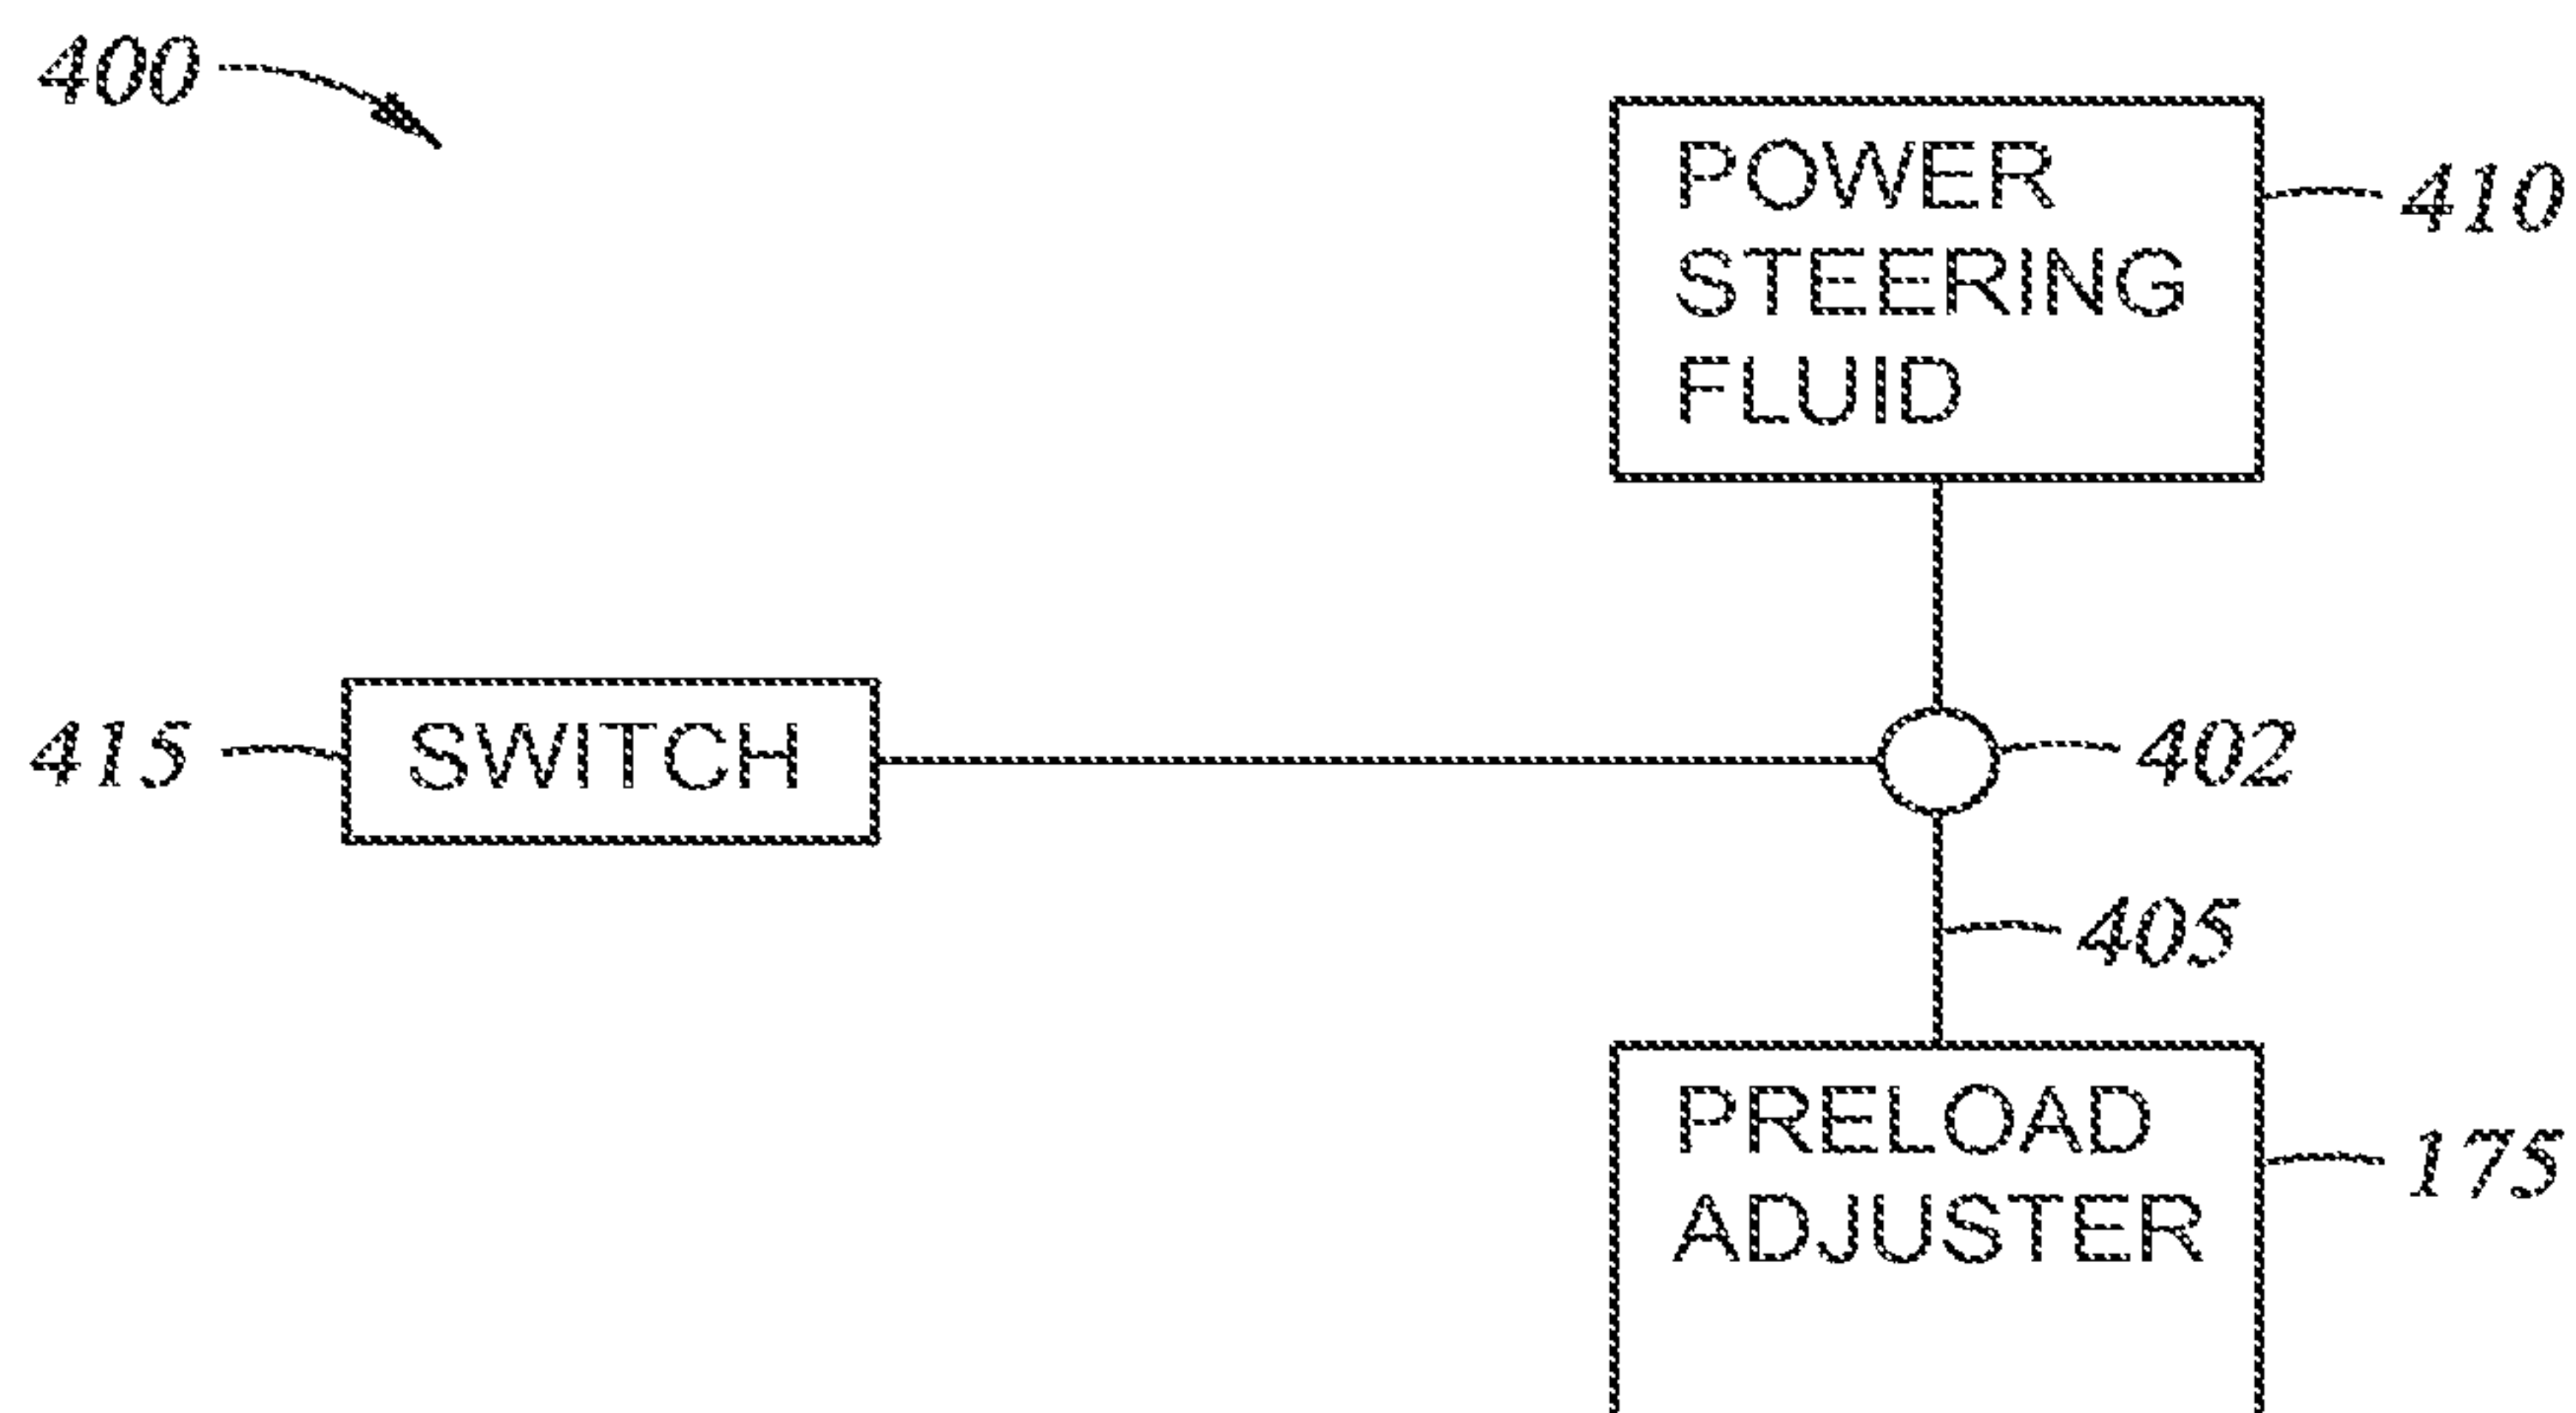 400
POWER
STEERING
FLUID
410
415
SWITCH
402
405
PRELOAD
ADJUSTER
175